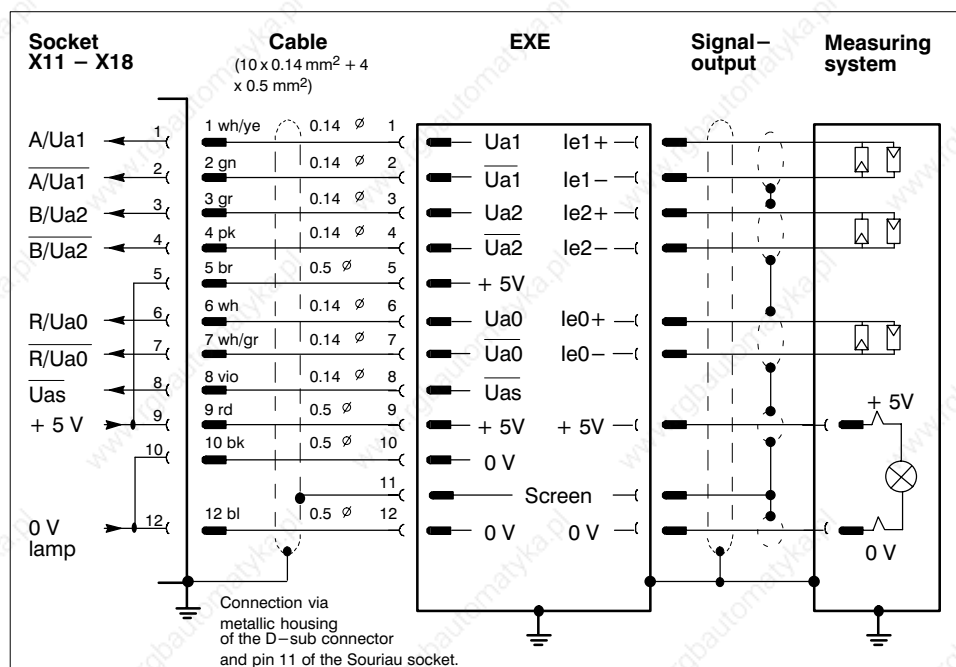 Socket
X11 – X18
Cable
(10 x 0.14 mm² + 4
x 0.5 mm²)
EXE
Signal–
output
Measuring
system
A/Ua1 1 1 wh/ye 0.14 ⌀ 1 Ua1 Ie1+
A/Ua1 2 2 gn 0.14 ⌀ 2 Ua1 Ie1–
B/Ua2 3 3 gr 0.14 ⌀ 3 Ua2 Ie2+
B/Ua2 4 4 pk 0.14 ⌀ 4 Ua2 Ie2–
5 5 br 0.5 ⌀ 5 + 5V
R/Ua0 6 6 wh 0.14 ⌀ 6 Ua0 Ie0+
R/Ua0 7 7 wh/gr 0.14 ⌀ 7 Ua0 Ie0–
Uas 8 8 vio 0.14 ⌀ 8 Uas
+ 5 V 9 9 rd 0.5 ⌀ 9 + 5V + 5V + 5V
10 10 bk 0.5 ⌀ 10 0 V
11 Screen
0 V 12 12 bl 0.5 ⌀ 12 0 V 0 V 0 V
lamp
Connection via
metallic housing
of the D–sub connector
and pin 11 of the Souriau socket.
www.rgbautomatyka.pl